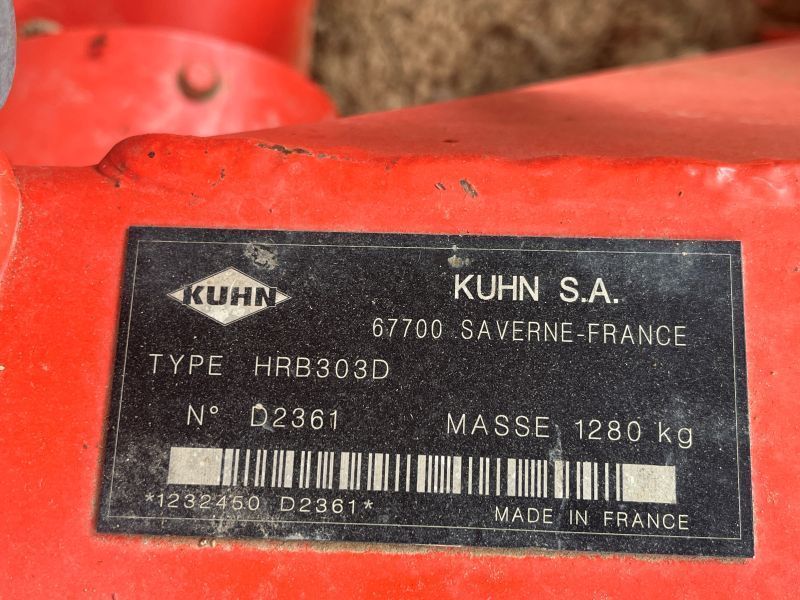 KUHN
KUHN S.A.
67700 SAVERNE-FRANCE
TYPE HRB303D
N° D2361 MASSE 1280 kg
*1232450 D2361*
MADE IN FRANCE